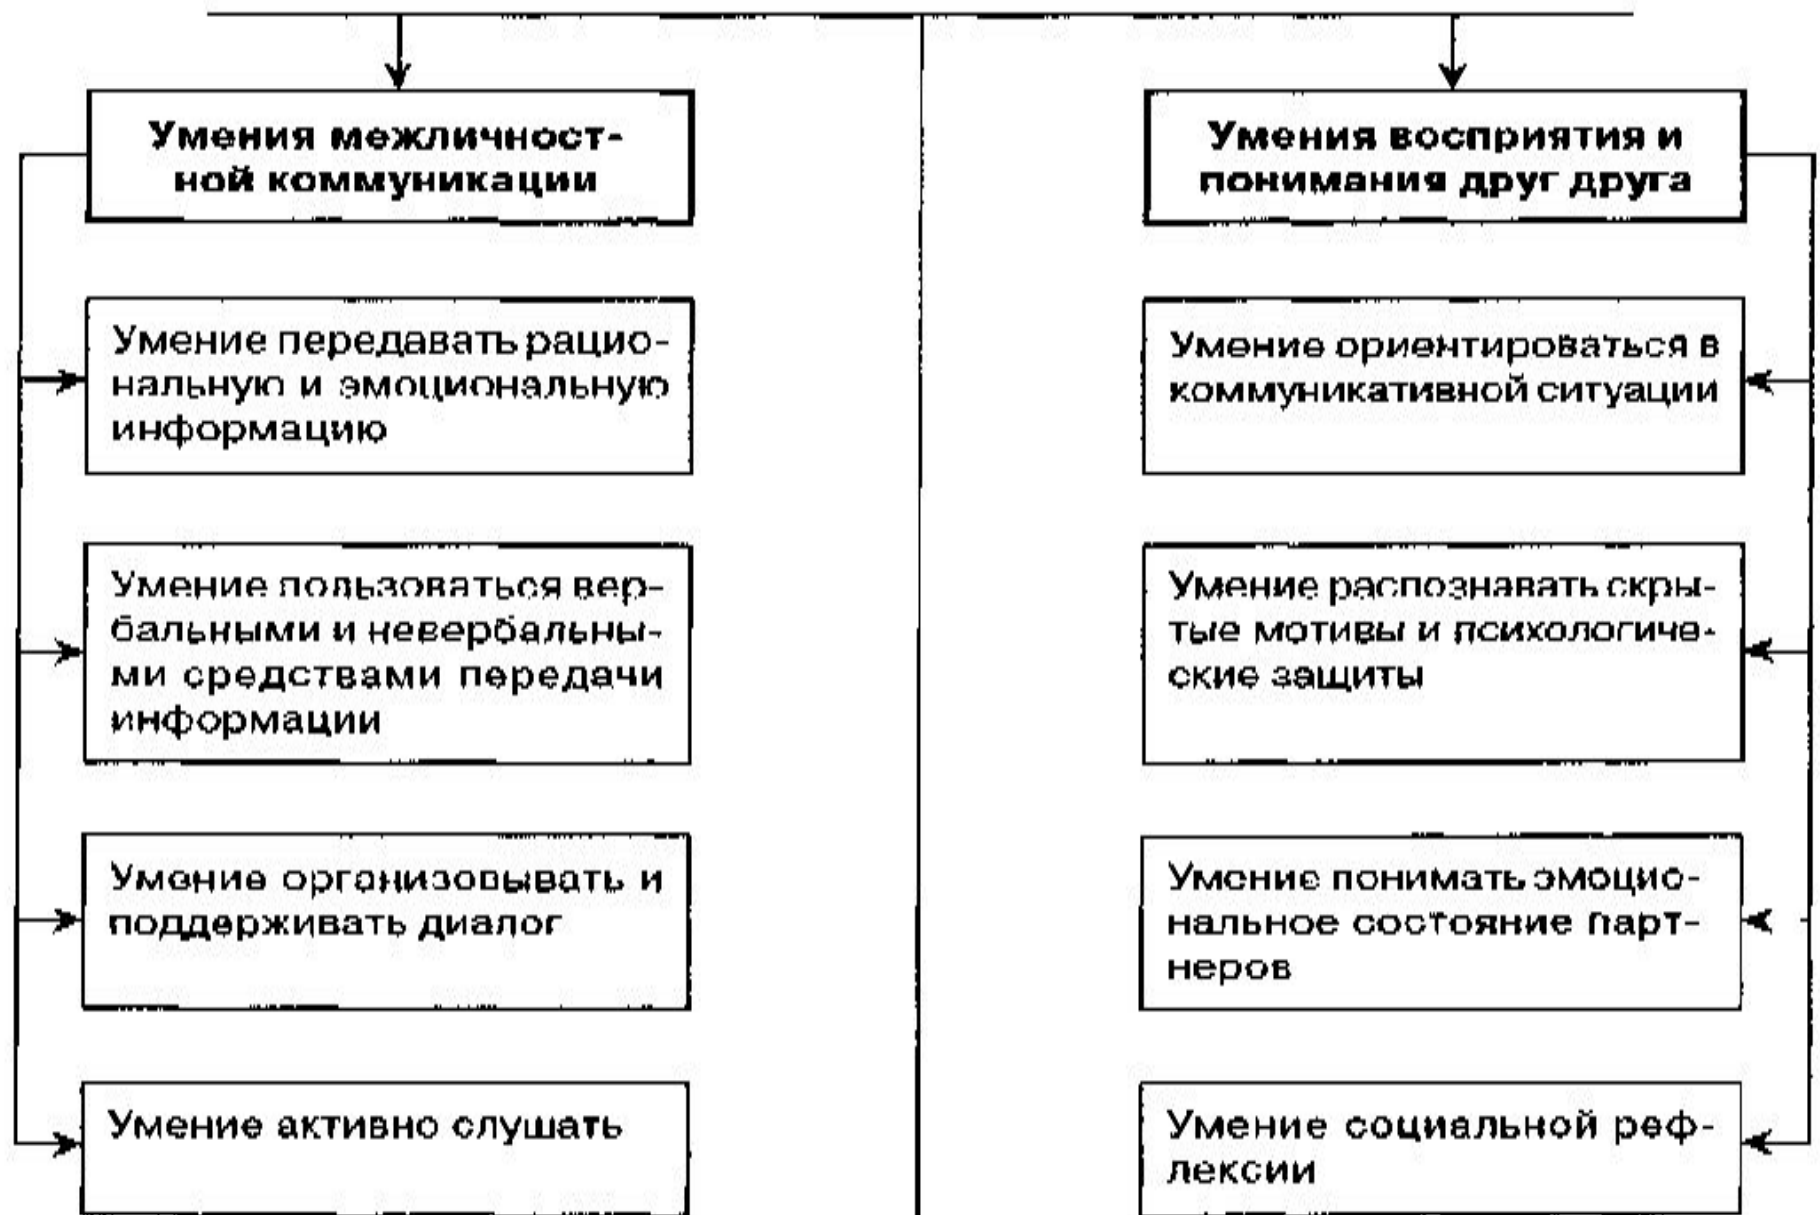 Умения межличност-
ной коммуникации
Умение передавать рацио-
нальную и эмоциональную
информацию
Умение пользоваться вер-
бальными и невербальны-
ми средствами передачи
информации
Умение организовывать и
поддерживать диалог
Умение активно слушать
Умения восприятия и
понимания друг друга
Умение ориентироваться в
коммуникативной ситуации
Умение распознавать скры-
тые мотивы и психологиче-
ские защиты
Умение понимать эмоцио-
нальное состояние парт-
неров
Умение социальной реф-
лексии